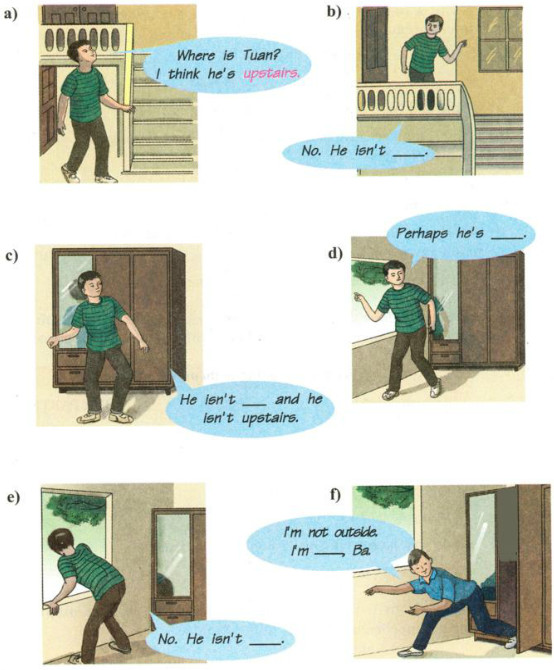 a)
Where is Tuan?
I think he's upstairs.
b)
No. He isn't ____.
c)
He isn't ___ and he
isn't upstairs.
d)
Perhaps he's ____.
e)
No. He isn't ____.
f)
I'm not outside.
I'm ____, Ba.